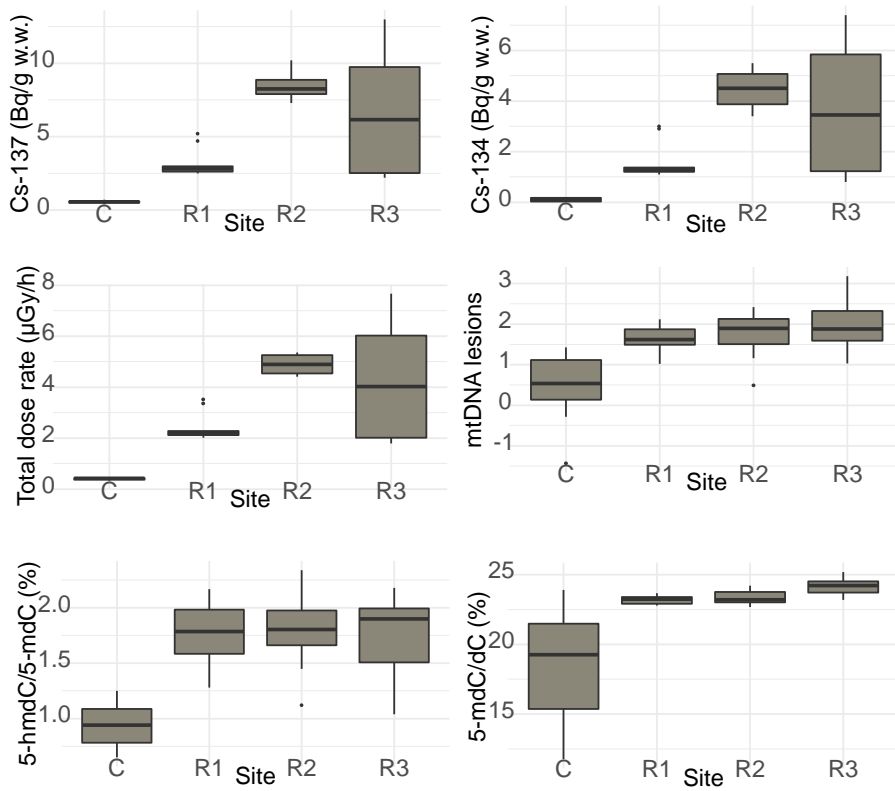 Cs-137 (Bq/g w.w.)
10
5
0
C R1 R2 R3
Site
Cs-134 (Bq/g w.w.)
6
4
2
0
C R1 R2 R3
Site
Total dose rate (µGy/h)
8
6
4
2
0
C R1 R2 R3
Site
mtDNA lesions
3
2
1
0
-1
C R1 R2 R3
Site
5-hmdC/5-mdC (%)
2.0
1.5
1.0
C R1 R2 R3
Site
5-mdC/dC (%)
25
20
15
C R1 R2 R3
Site